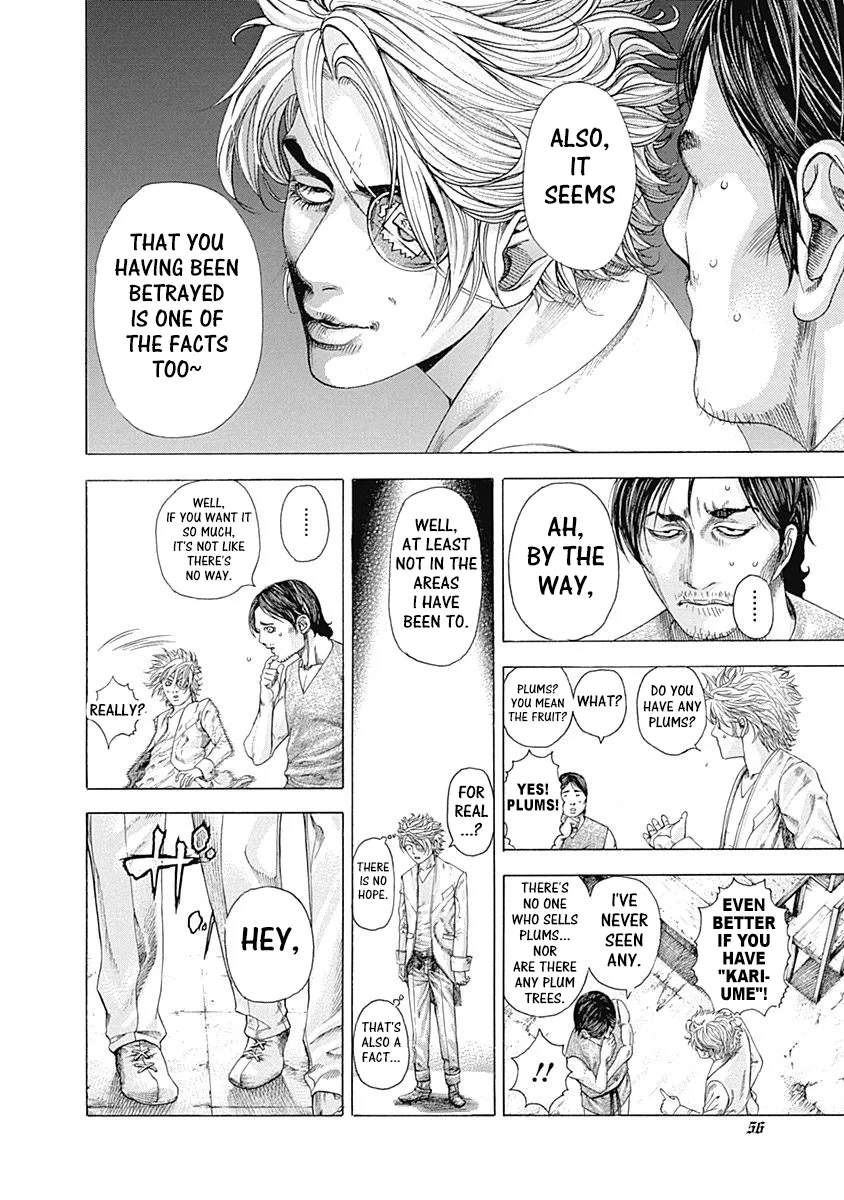 ALSO,
IT
SEEMS
THAT YOU
HAVING BEEN
BETRAYED
IS ONE OF
THE FACTS
TOO~
AH,
BY THE
WAY,
……
DO YOU
HAVE ANY
PLUMS?
WHAT?
PLUMS?
YOU MEAN
THE FRUIT?
YES!
PLUMS!
EVEN
BETTER
IF YOU
HAVE
"KARI-
UME"!
I'VE
NEVER
SEEN
ANY.
THERE'S
NO ONE
WHO SELLS
PLUMS...
NOR
ARE THERE
ANY PLUM
TREES.
!!
WELL,
AT LEAST
NOT IN THE
AREAS
I HAVE
BEEN TO.
FOR
REAL
...?
THERE
IS NO
HOPE.
THAT'S
ALSO A
FACT...
……
WELL,
IF YOU WANT IT
SO MUCH,
IT'S NOT LIKE
THERE'S
NO WAY.
REALLY?
HEY,
56